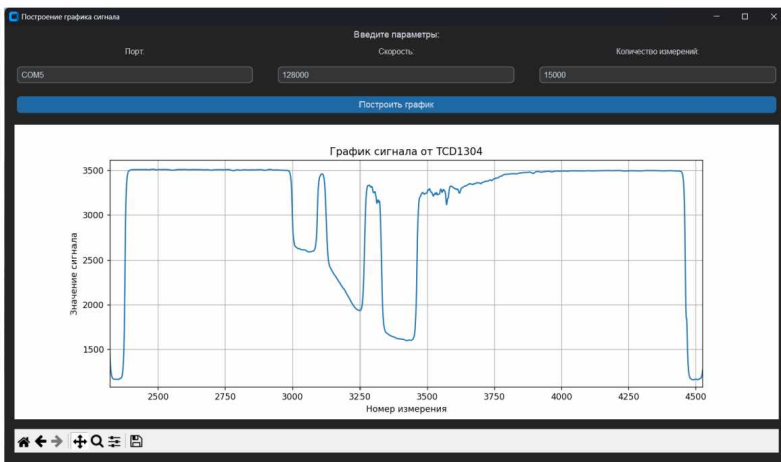 Построение графика сигнала
Введите параметры:
Порт: Скорость: Количество измерений:
COM5 128000 15000
Построить график
График сигнала от TCD1304
Значение сигнала
3500
3000
2500
2000
1500
2500 2750 3000 3250 3500 3750 4000 4250 4500
Номер измерения